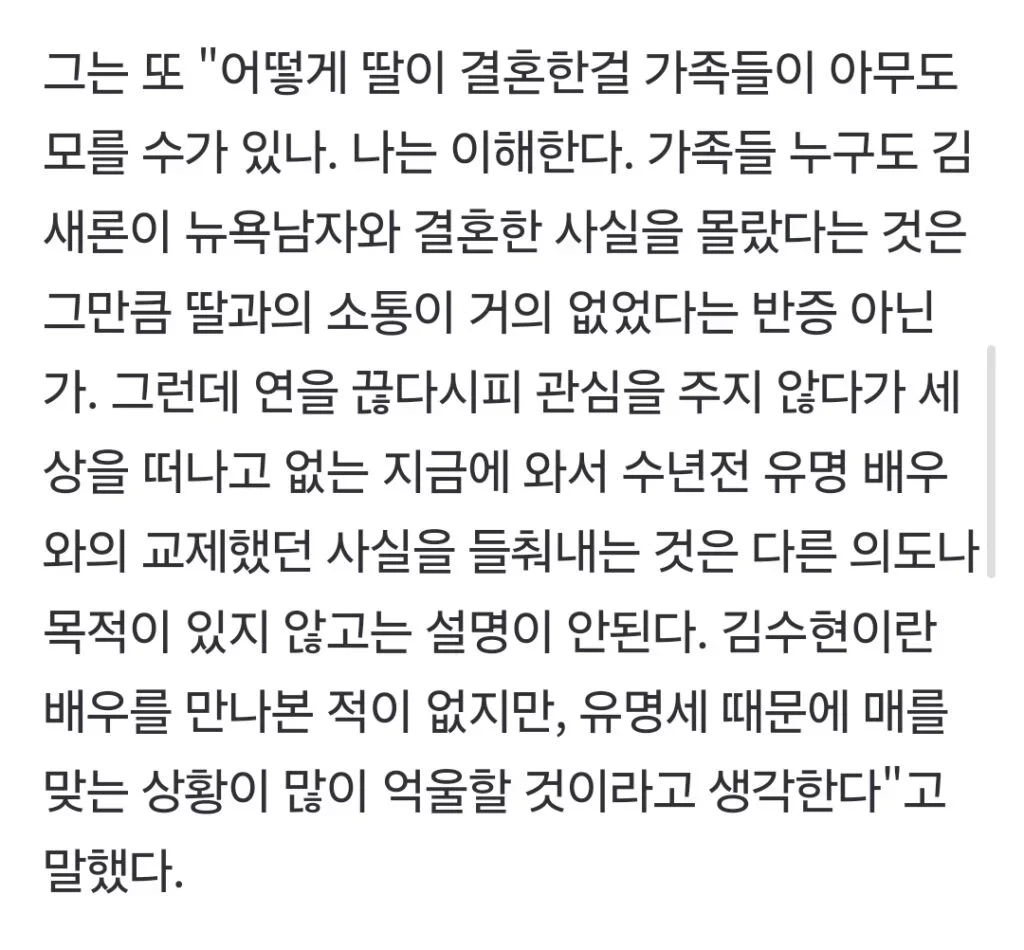 그는 또 "어떻게 딸이 결혼한걸 가족들이 아무도
모를 수가 있나. 나는 이해한다. 가족들 누구도 김
새론이 뉴욕남자와 결혼한 사실을 몰랐다는 것은
그만큼 딸과의 소통이 거의 없었다는 반증 아닌
가. 그런데 연을 끊다시피 관심을 주지 않다가 세
상을 떠나고 없는 지금에 와서 수년전 유명 배우
와의 교제했던 사실을 들춰내는 것은 다른 의도나
목적이 있지 않고는 설명이 안된다. 김수현이란
배우를 만나본 적이 없지만, 유명세 때문에 매를
맞는 상황이 많이 억울할 것이라고 생각한다"고
말했다.